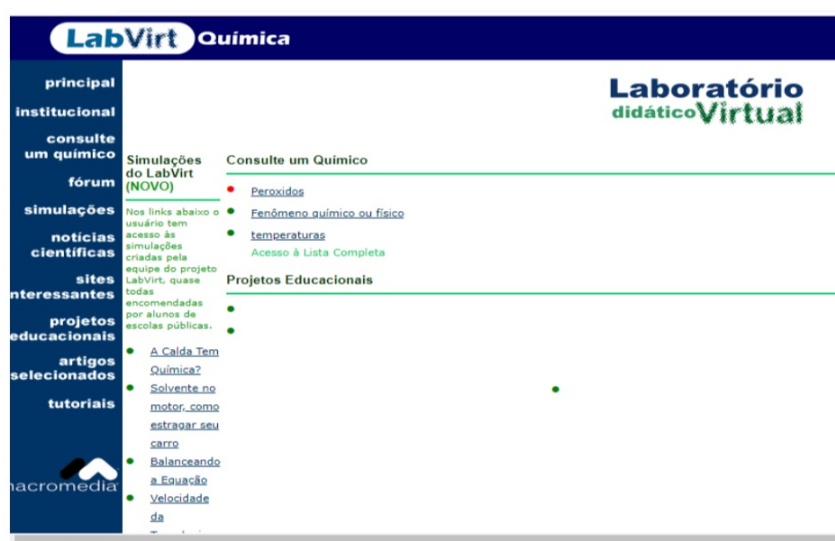 LabVirt Química
principal
institucional
consulte
um químico
fórum
simulações
notícias
científicas
sites
nteressantes
projetos
educacionais
artigos
selecionados
tutoriais
macromedia
Laboratório
didático Virtual
Simulações
do LabVirt
(NOVO)
Nos links abaixo o
usuário tem
acesso às
simulações
criadas pela
equipe do projeto
LabVirt, quase
todas
encomendadas
por alunos de
escolas públicas.
A Calda Tem
Química?
Solvente no
motor, como
estragar seu
carro
Balanceando
a Equação
Velocidade
da
Consulte um Químico
Peroxidos
Fenômeno químico ou físico
temperaturas
Acesso à Lista Completa
Projetos Educacionais